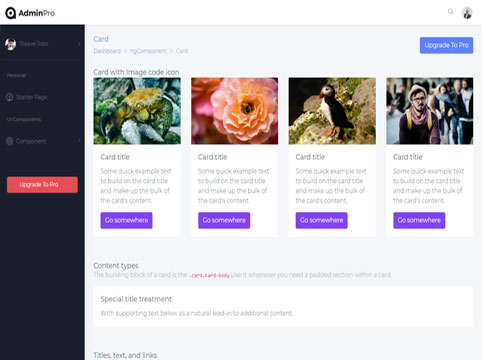 AdminPro
Steave Jobs
Personal
Starter Page
UI Components
Component
Upgrade To Pro
Card
Dashboard > ngComponent > Card
Upgrade To Pro
Card with Image code icon
Card title
Some quick example text
to build on the card title
and make up the bulk of
the card's content.
Go somewhere
Card title
Some quick example text
to build on the card title
and make up the bulk of
the card's content.
Go somewhere
Card title
Some quick example text
to build on the card title
and make up the bulk of
the card's content.
Go somewhere
Card title
Some quick example text
to build on the card title
and make up the bulk of
the card's content.
Go somewhere
Content types
The building block of a card is the .card.card-body Use it whenever you need a padded section within a card.
Special title treatment
With supporting text below as a natural lead-in to additional content.
Titles, text, and links